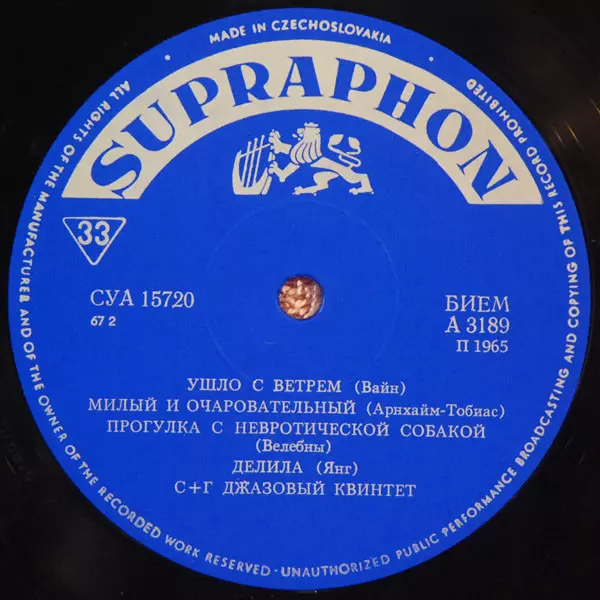 MADE IN CZECHOSLOVAKIA
ALL RIGHTS OF THE MANUFACTURER AND OF THE OWNER OF THE RECORDED WORK RESERVED - UNAUTHORIZED PUBLIC PERFORMANCE BROADCASTING AND COPYING OF THIS RECORD PROHIBITED
SUPRAPHON
33
СУА 15720
67 2
БИЕМ
А 3189
П 1965
УШЛО С ВЕТРЕМ (Вайн)
МИЛЫЙ И ОЧАРОВАТЕЛЬНЫЙ (Арнхайм-Тобиас)
ПРОГУЛКА С НЕВРОТИЧЕСКОЙ СОБАКОЙ
(Велебны)
ДЕЛИЛА (Янг)
С+Г ДЖАЗОВЫЙ КВИНТЕТ